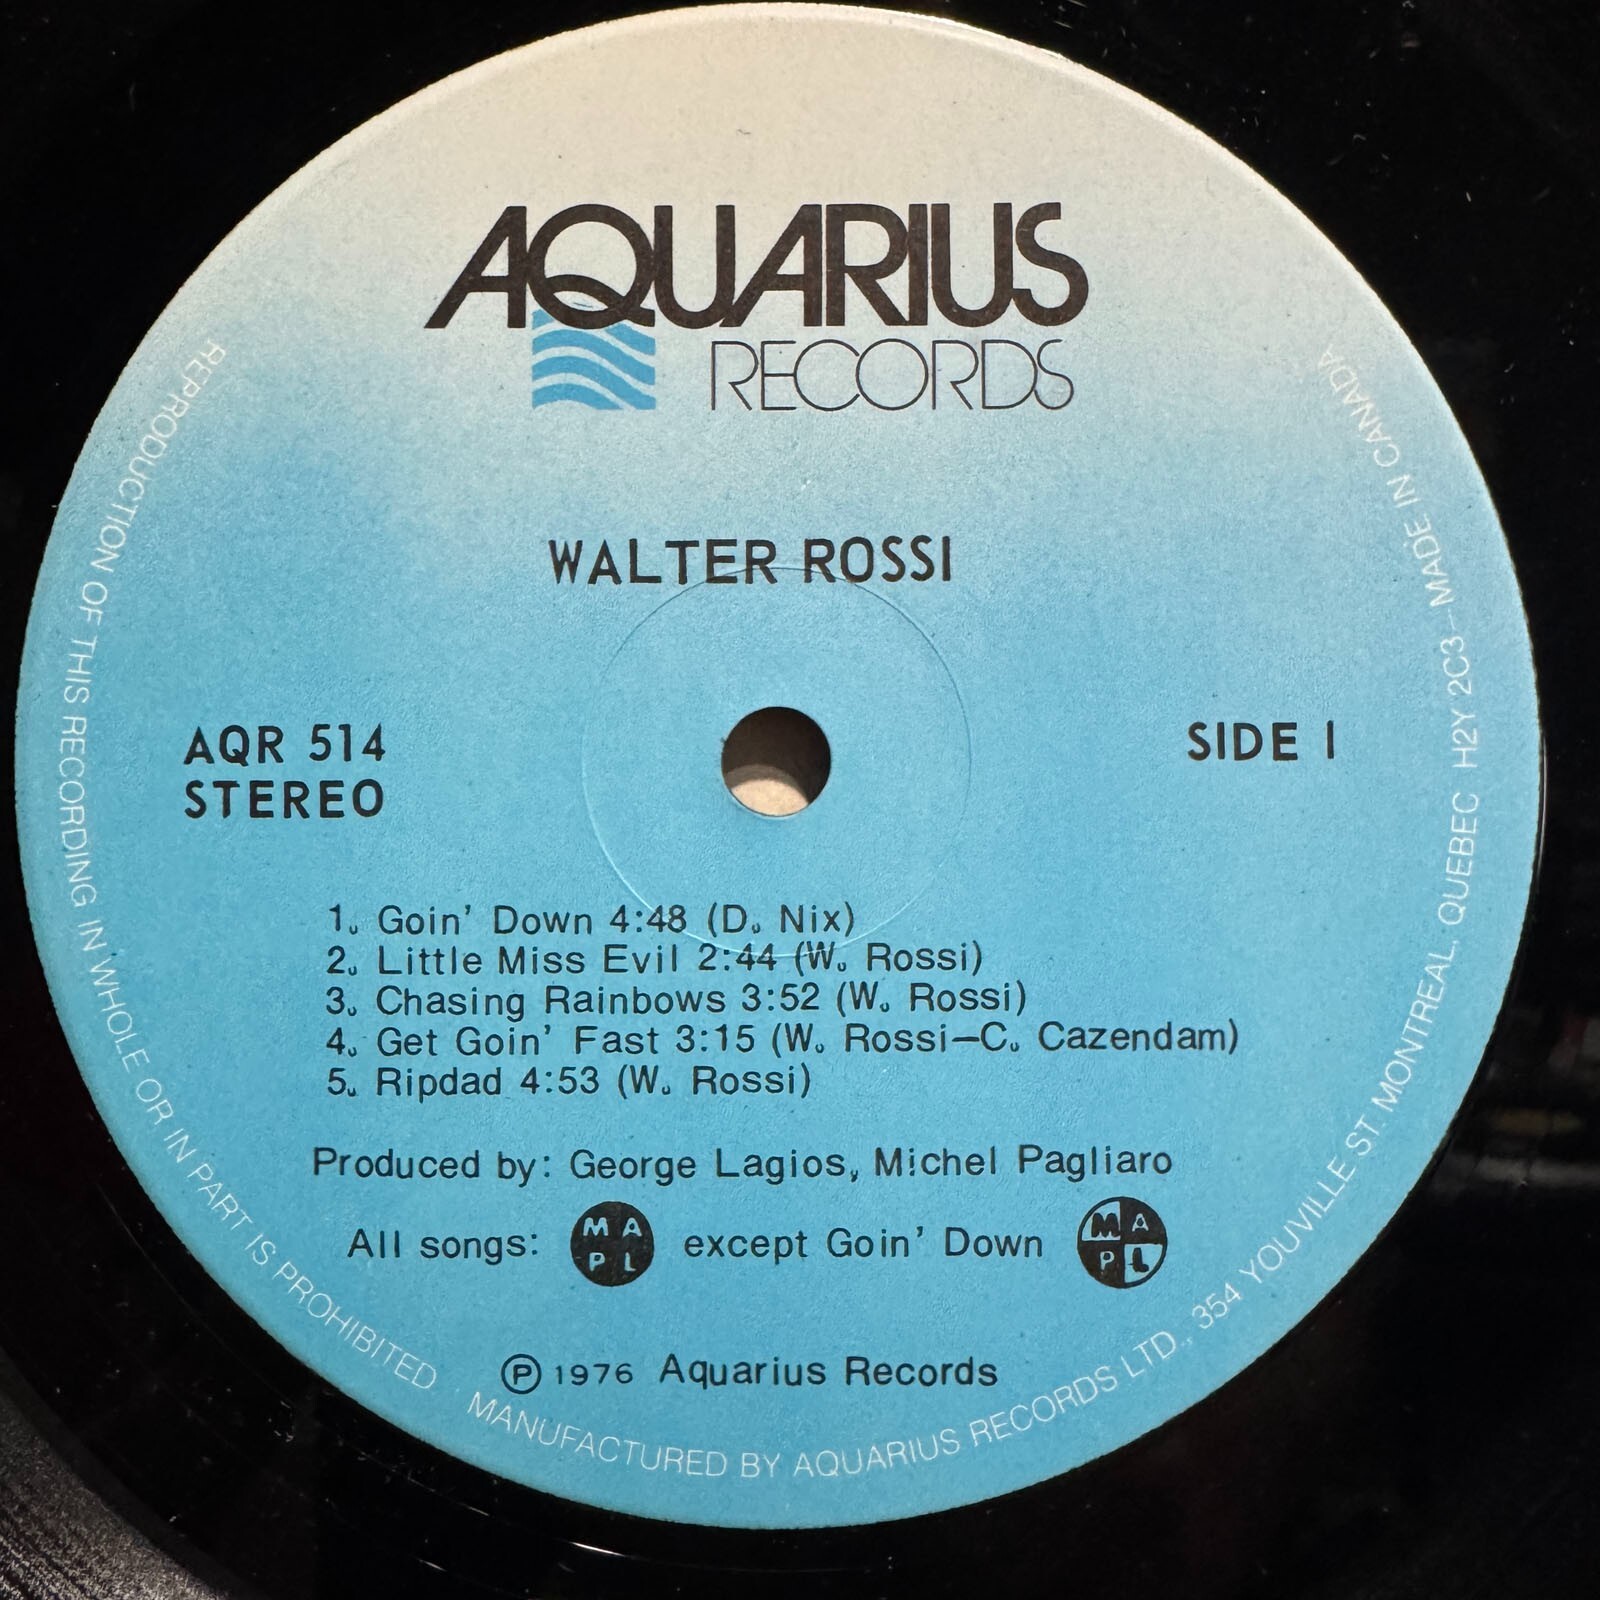 AQUARIUS
RECORDS
WALTER ROSSI
AQR 514
STEREO
SIDE 1
1. Goin' Down 4:48 (D. Nix)
2. Little Miss Evil 2:44 (W. Rossi)
3. Chasing Rainbows 3:52 (W. Rossi)
4. Get Goin' Fast 3:15 (W. Rossi–C. Cazendam)
5. Ripdad 4:53 (W. Rossi)
Produced by: George Lagios, Michel Pagliaro
All songs: MAPL except Goin' Down MAPL
℗ 1976 Aquarius Records
REPRODUCTION OF THIS RECORDING IN WHOLE OR IN PART IS PROHIBITED
MANUFACTURED BY AQUARIUS RECORDS LTD., 354 YOUVILLE ST. MONTREAL, QUEBEC H2Y 2C3–MADE IN CANADA